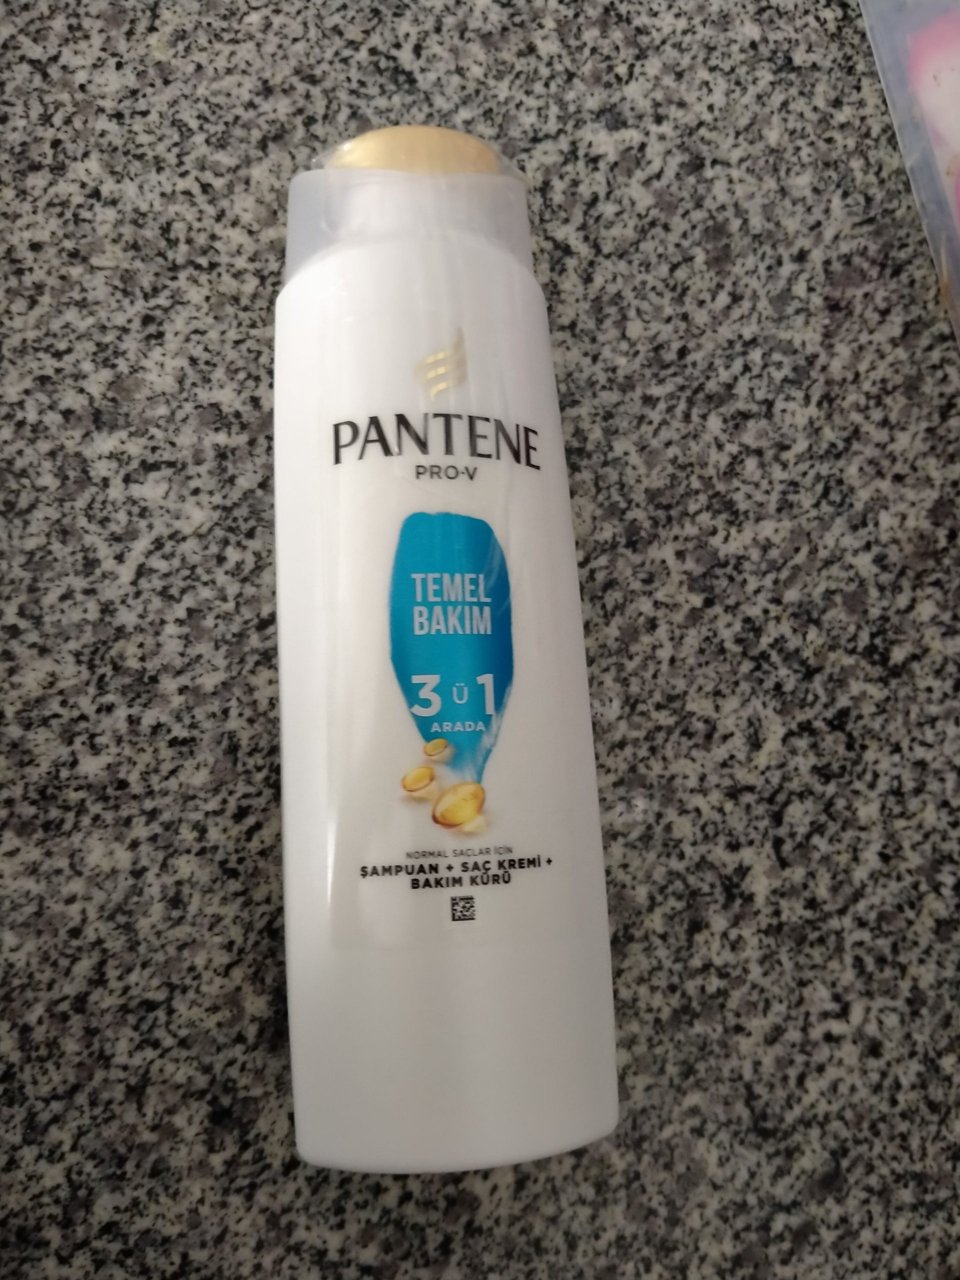 PANTENE
PRO-V
TEMEL
BAKIM
3 Ü 1
ARADA
NORMAL SAÇLAR İÇİN
ŞAMPUAN + SAÇ KREMİ +
BAKIM KÜRÜ